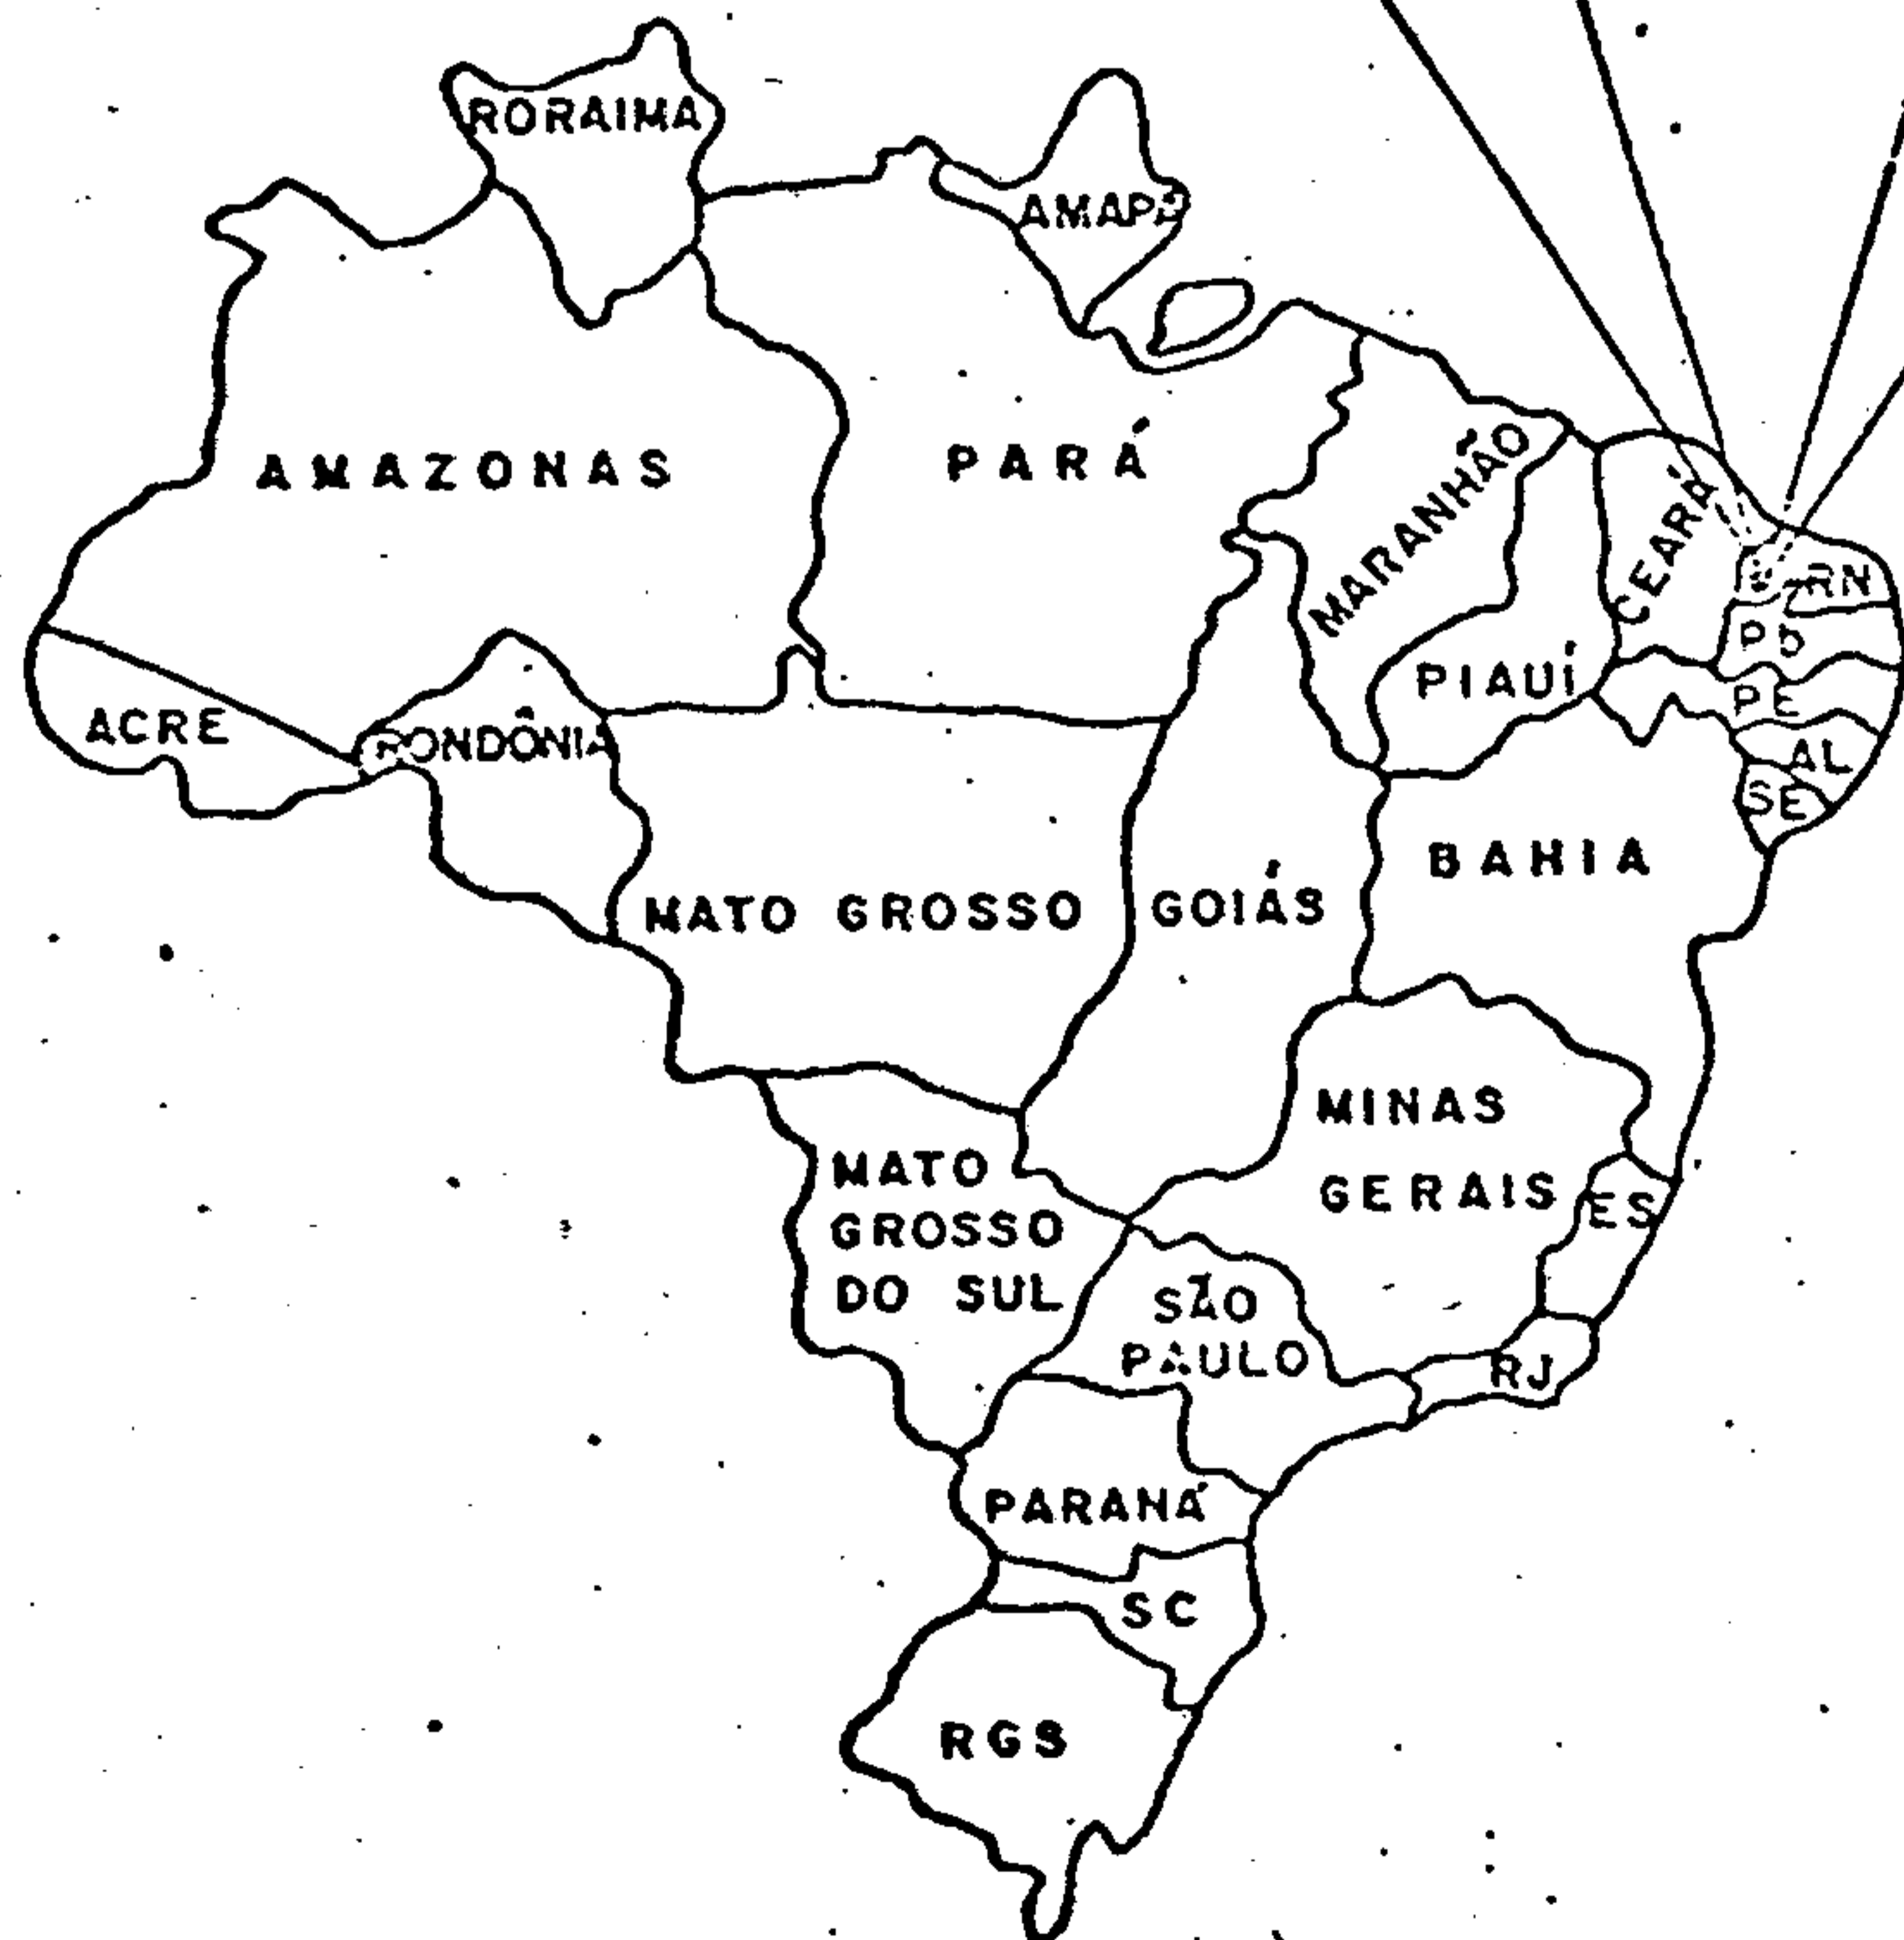 RORAIMA
AMAPÁ
AMAZONAS
PARÁ
MARANHÃO
CEARÁ
RN
PB
PIAUÍ
PE
ACRE
RONDÔNIA
AL
SE
BAHIA
MATO GROSSO
GOIÁS
MINAS
GERAIS
ES
MATO
GROSSO
DO SUL
SÃO
PAULO
RJ
PARANÁ
SC
RGS